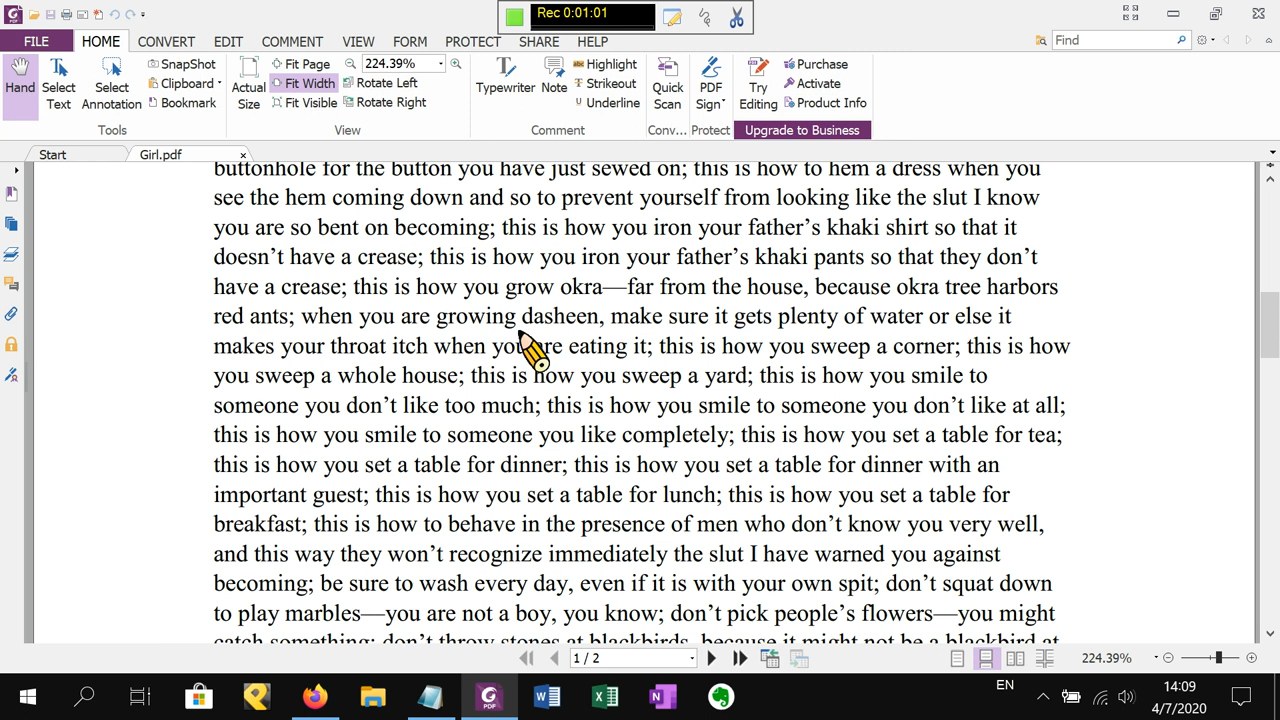 Rec 0:01:01
FILE HOME CONVERT EDIT COMMENT VIEW FORM PROTECT SHARE HELP Find
Hand Select Text Select Annotation SnapShot Clipboard Bookmark Actual Size Fit Page Fit Width Fit Visible 224.39% Rotate Left Rotate Right Typewriter Note Highlight Strikeout Underline Quick Scan PDF Sign Try Editing Purchase Activate Product Info
Tools View Comment Conv... Protect Upgrade to Business
Start Girl.pdf
buttonhole for the button you have just sewed on; this is how to hem a dress when you
see the hem coming down and so to prevent yourself from looking like the slut I know
you are so bent on becoming; this is how you iron your father’s khaki shirt so that it
doesn’t have a crease; this is how you iron your father’s khaki pants so that they don’t
have a crease; this is how you grow okra—far from the house, because okra tree harbors
red ants; when you are growing dasheen, make sure it gets plenty of water or else it
makes your throat itch when you are eating it; this is how you sweep a corner; this is how
you sweep a whole house; this is how you sweep a yard; this is how you smile to
someone you don’t like too much; this is how you smile to someone you don’t like at all;
this is how you smile to someone you like completely; this is how you set a table for tea;
this is how you set a table for dinner; this is how you set a table for dinner with an
important guest; this is how you set a table for lunch; this is how you set a table for
breakfast; this is how to behave in the presence of men who don’t know you very well,
and this way they won’t recognize immediately the slut I have warned you against
becoming; be sure to wash every day, even if it is with your own spit; don’t squat down
to play marbles—you are not a boy, you know; don’t pick people’s flowers—you might
catch something; don’t throw stones at blackbirds, because it might not be a blackbird at
1 / 2 224.39%
EN 14:09
4/7/2020